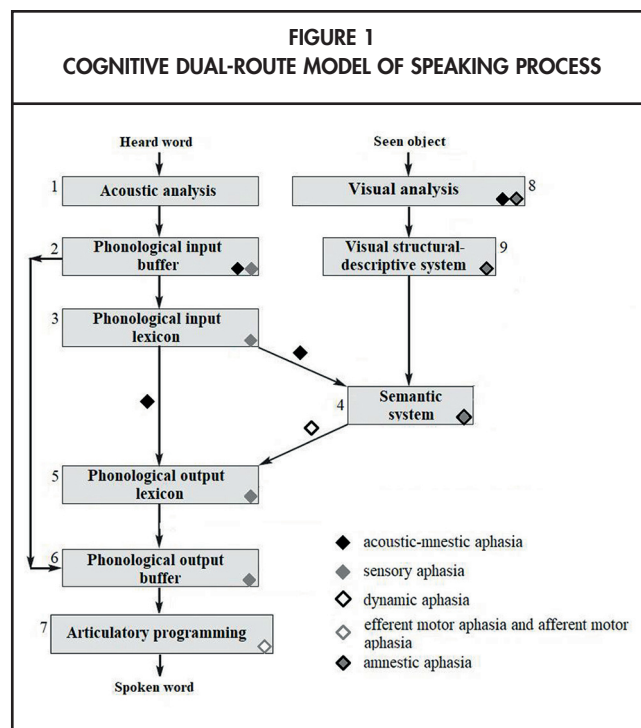 FIGURE 1
COGNITIVE DUAL-ROUTE MODEL OF SPEAKING PROCESS
Heard word
Seen object
1
Acoustic analysis
Visual analysis
8
2
Phonological input
buffer
Visual structural-
descriptive system
9
3
Phonological input
lexicon
4
Semantic
system
5
Phonological output
lexicon
6
Phonological output
buffer
7
Articulatory programming
Spoken word
acoustic-mnestic aphasia
sensory aphasia
dynamic aphasia
efferent motor aphasia and afferent motor
aphasia
amnestic aphasia